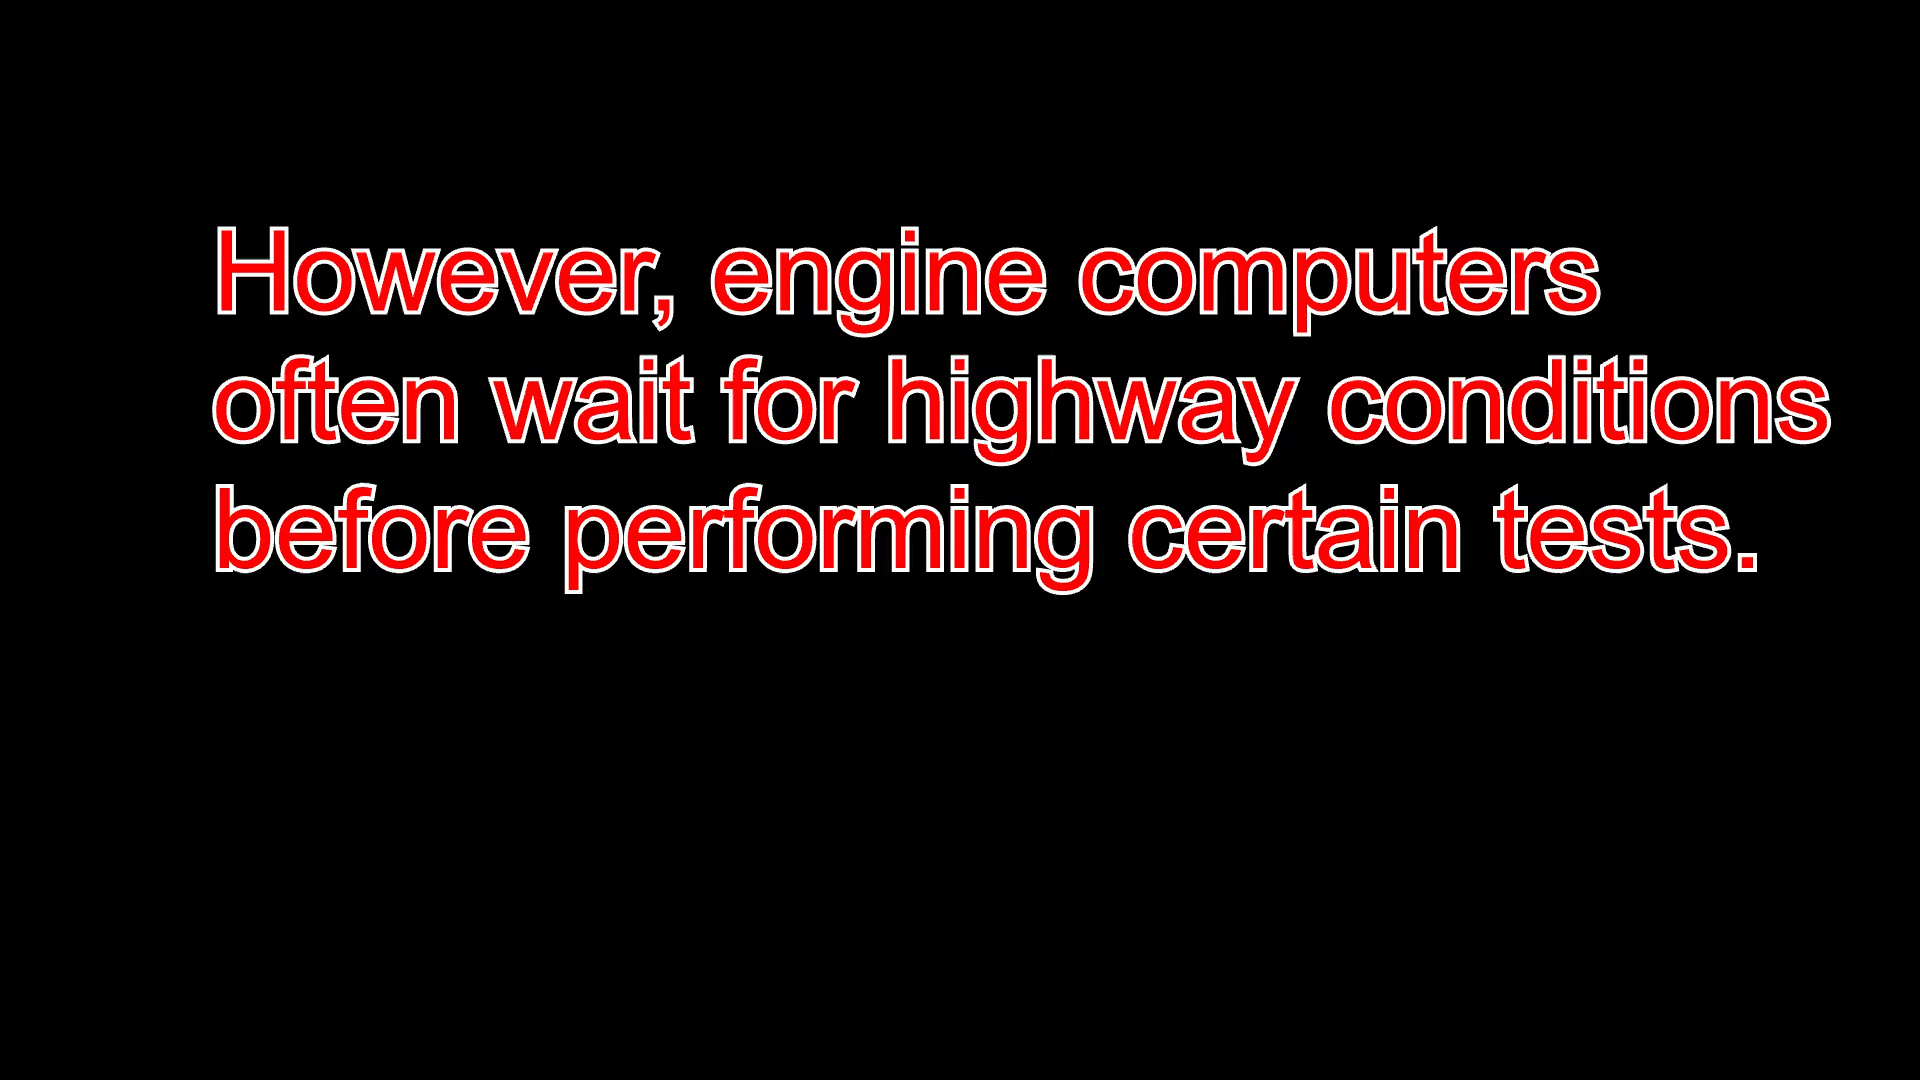 However, engine computers
often wait for highway conditions
before performing certain tests.